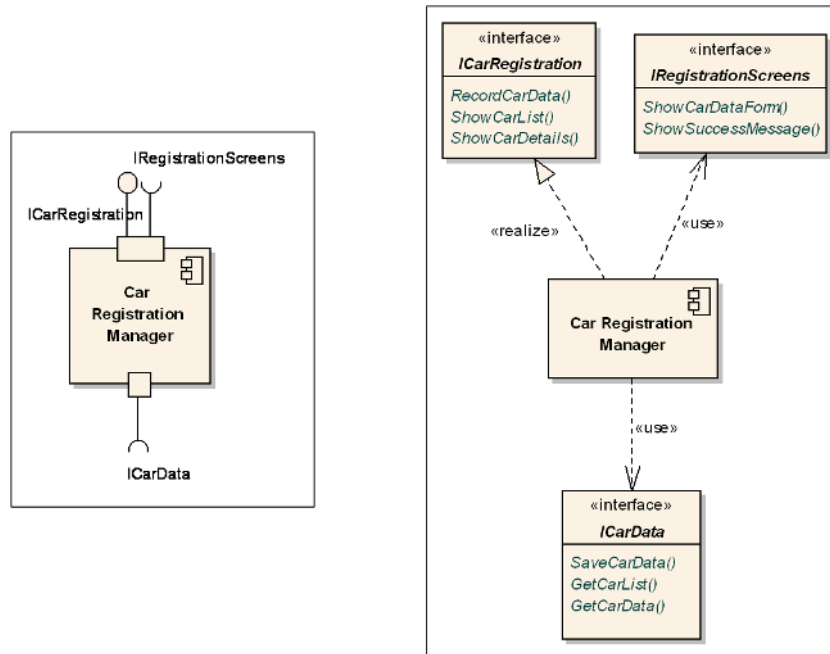 IRegistrationScreens
ICarRegistration
Car
Registration
Manager
ICarData
«interface»
ICarRegistration
RecordCarData()
ShowCarList()
ShowCarDetails()
«interface»
IRegistrationScreens
ShowCarDataForm()
ShowSuccessMessage()
«realize»
«use»
Car Registration
Manager
«use»
«interface»
ICarData
SaveCarData()
GetCarList()
GetCarData()